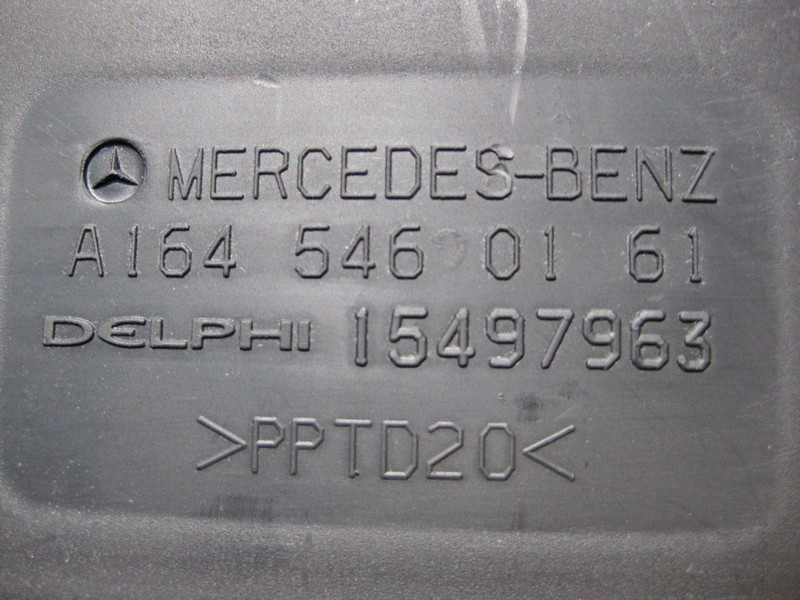 MERCEDES-BENZ
A164 546 01 61
DELPHI 15497963
>PPTD20<